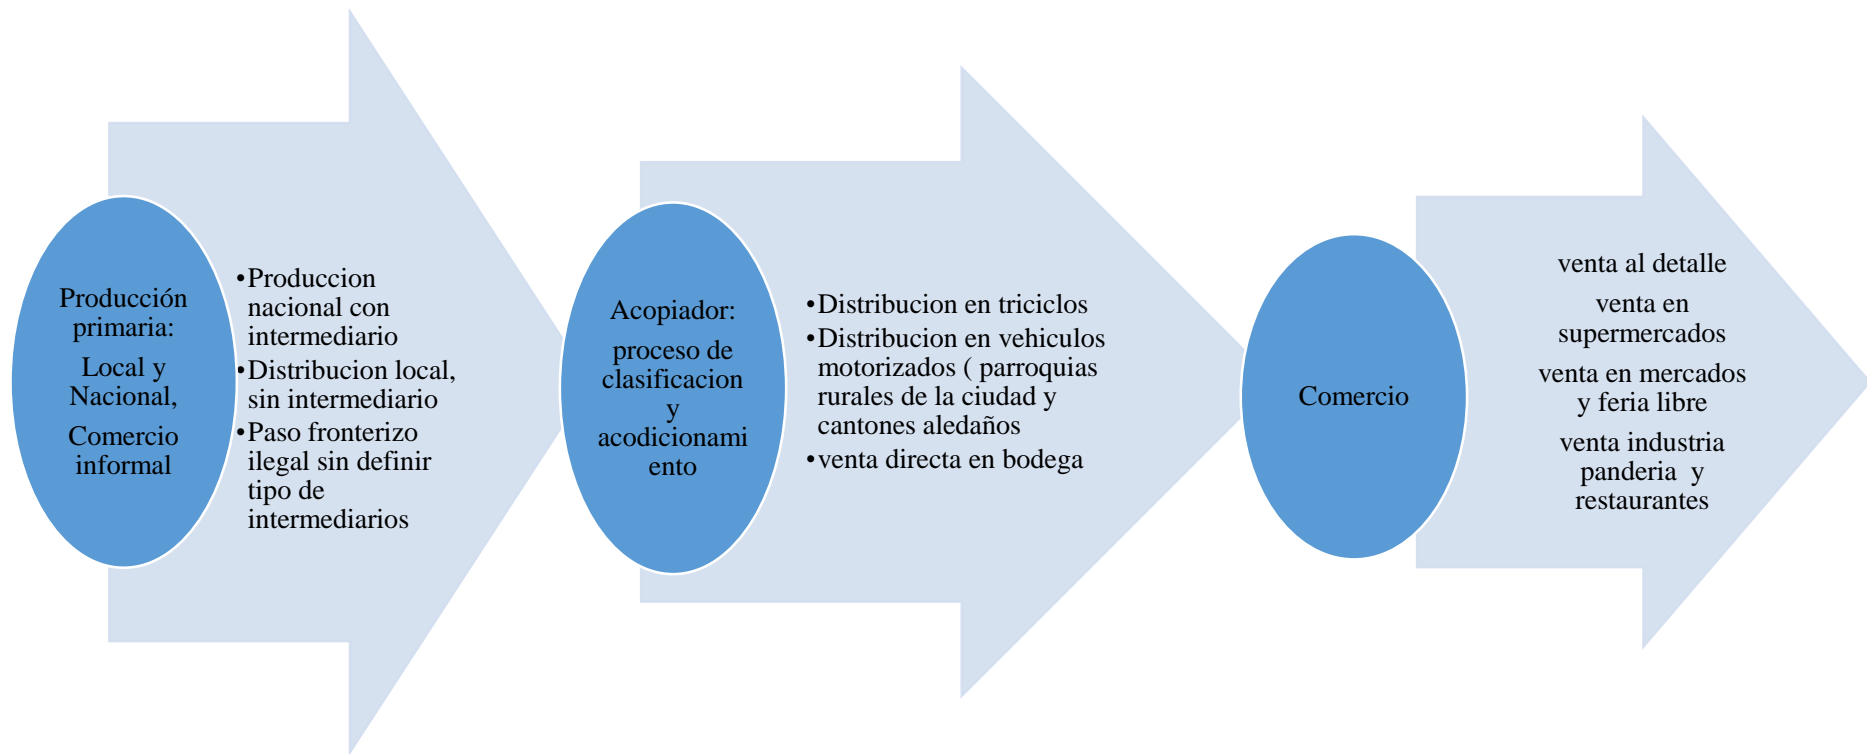 Producción
primaria:
Local y
Nacional,
Comercio
informal
•Produccion
nacional con
intermediario
•Distribucion local,
sin intermediario
•Paso fronterizo
ilegal sin definir
tipo de
intermediarios
Acopiador:
proceso de
clasificacion
y
acodicionami
ento
•Distribucion en triciclos
•Distribucion en vehiculos
motorizados ( parroquias
rurales de la ciudad y
cantones aledaños
•venta directa en bodega
Comercio
venta al detalle
venta en
supermercados
venta en mercados
y feria libre
venta industria
panderia  y
restaurantes